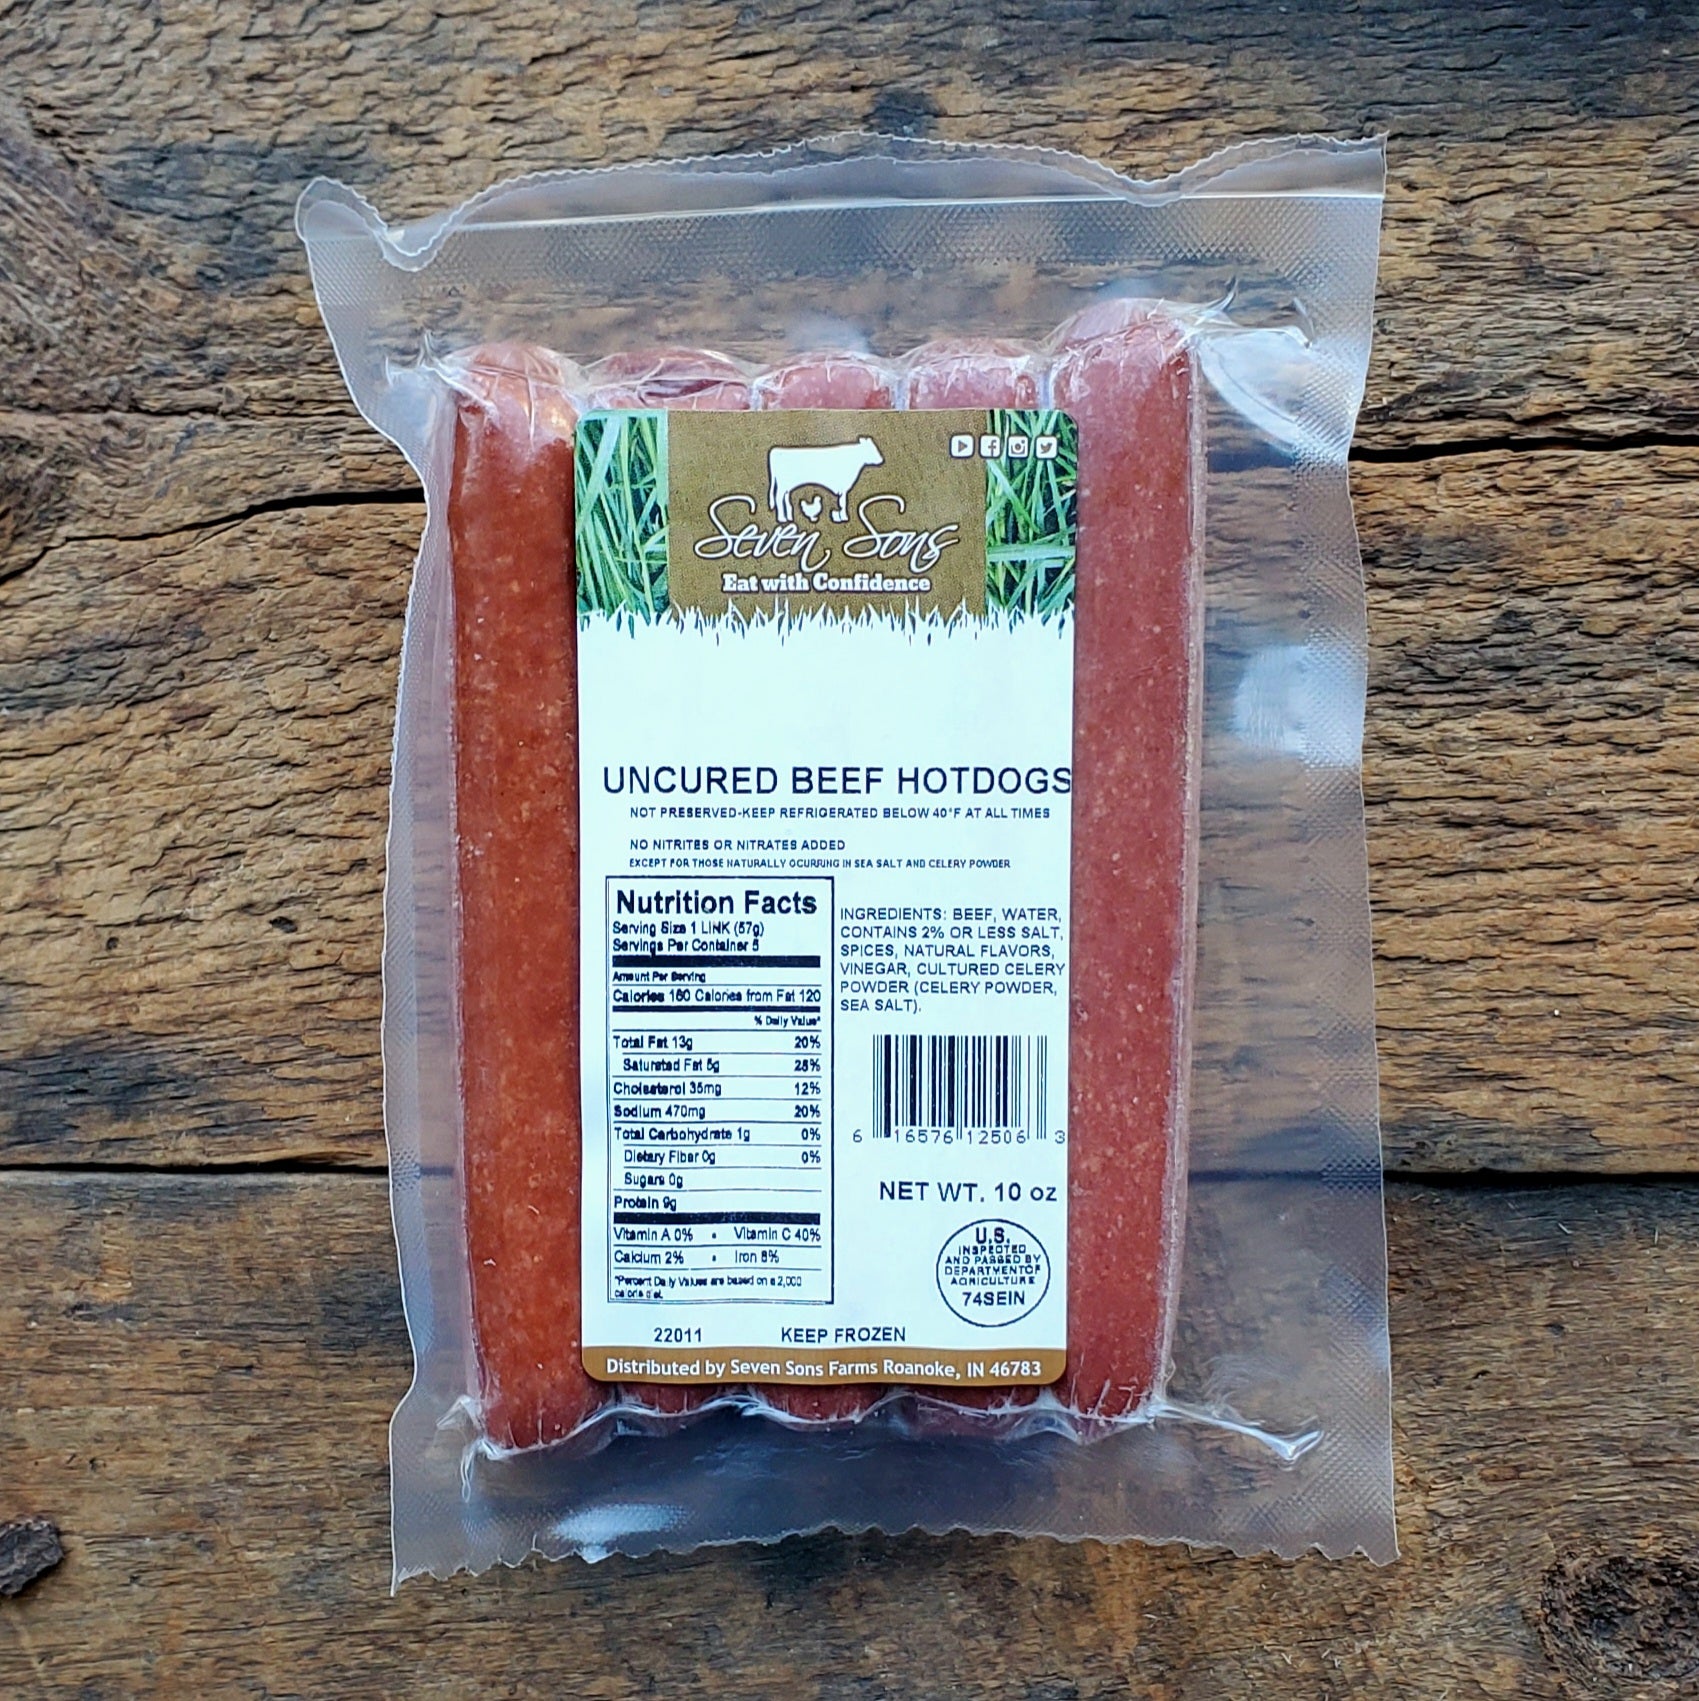 Seven Sons
Eat with Confidence
UNCURED BEEF HOTDOGS
NOT PRESERVED-KEEP REFRIGERATED BELOW 40°F AT ALL TIMES
NO NITRITES OR NITRATES ADDED
EXCEPT FOR THOSE NATURALLY OCURRING IN SEA SALT AND CELERY POWDER
Nutrition Facts
Serving Size 1 LINK (57g)
Servings Per Container 5
Amount Per Serving
Calories 160 Calories from Fat 120
% Daily Value*
Total Fat 13g 20%
Saturated Fat 5g 25%
Cholesterol 35mg 12%
Sodium 470mg 20%
Total Carbohydrate 1g 0%
Dietary Fiber 0g 0%
Sugars 0g
Protein 9g
Vitamin A 0% • Vitamin C 40%
Calcium 2% • Iron 8%
*Percent Daily Values are based on a 2,000
calorie diet.
INGREDIENTS: BEEF, WATER,
CONTAINS 2% OR LESS SALT,
SPICES, NATURAL FLAVORS,
VINEGAR, CULTURED CELERY
POWDER (CELERY POWDER,
SEA SALT).
6 16576 12506 3
NET WT. 10 oz
U.S.
INSPECTED
AND PASSED BY
DEPARTMENT OF
AGRICULTURE
74SEIN
22011 KEEP FROZEN
Distributed by Seven Sons Farms Roanoke, IN 46783